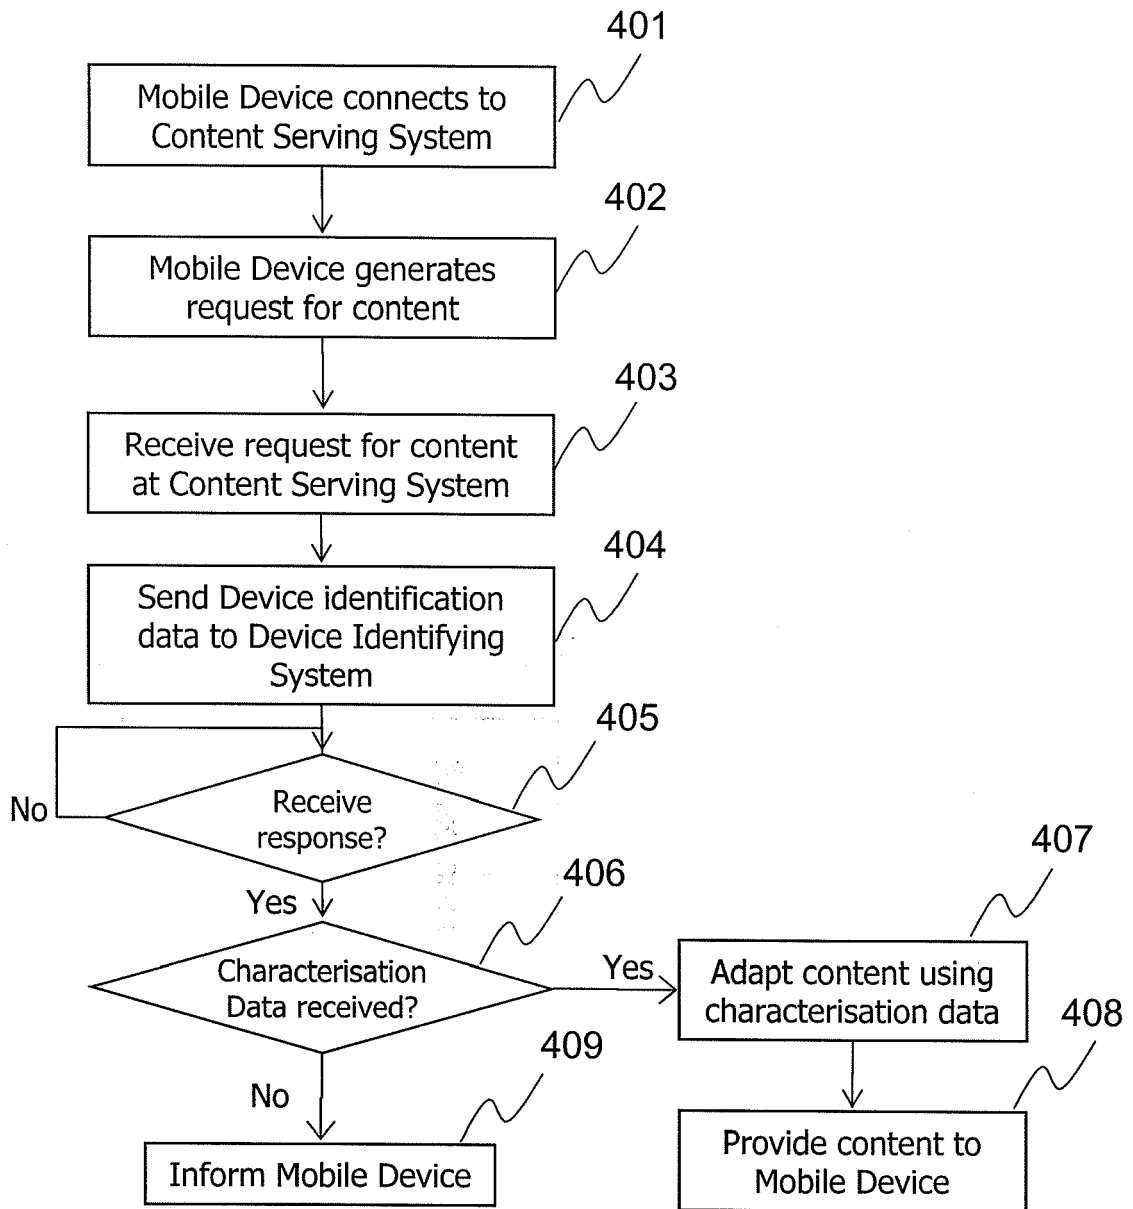 401
Mobile Device connects to
Content Serving System
402
Mobile Device generates
request for content
403
Receive request for content
at Content Serving System
404
Send Device identification
data to Device Identifying
System
405
No
Receive
response?
Yes
406
Characterisation
Data received?
Yes
407
Adapt content using
characterisation data
408
Provide content to
Mobile Device
No
409
Inform Mobile Device